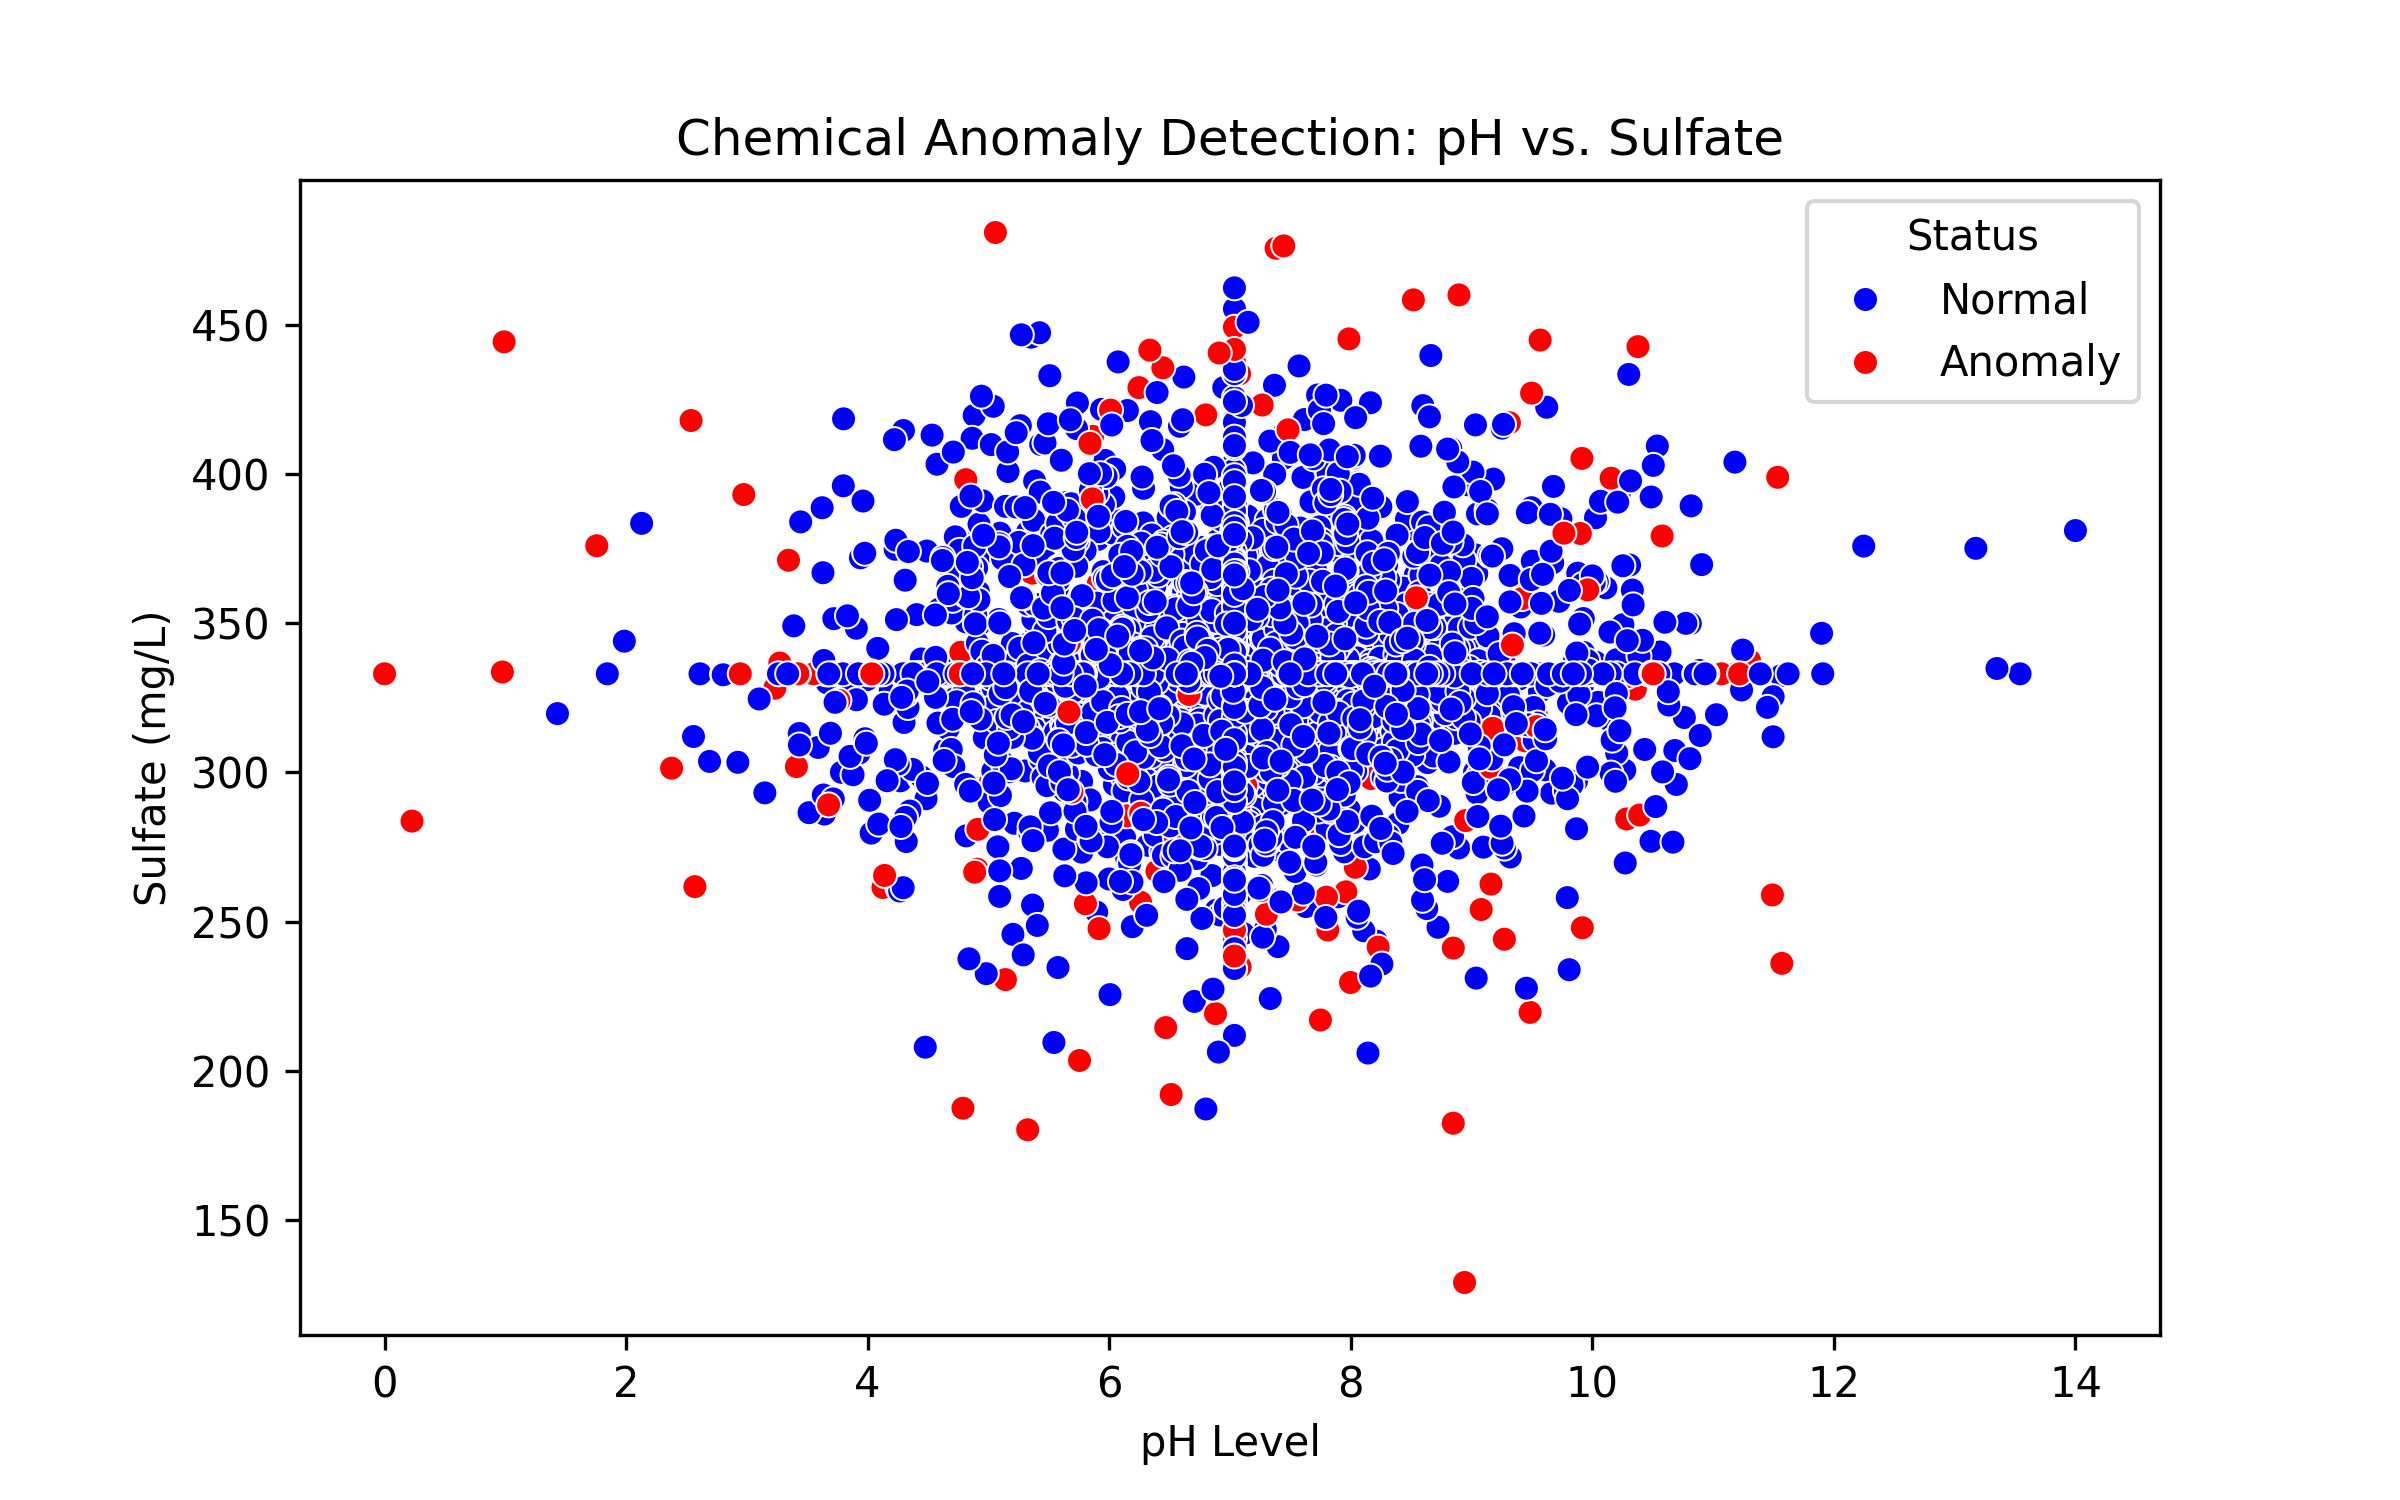 Chemical Anomaly Detection: pH vs. Sulfate
Status
Normal
Anomaly
Sulfate (mg/L)
450
400
350
300
250
200
150
0 2 4 6 8 10 12 14
pH Level